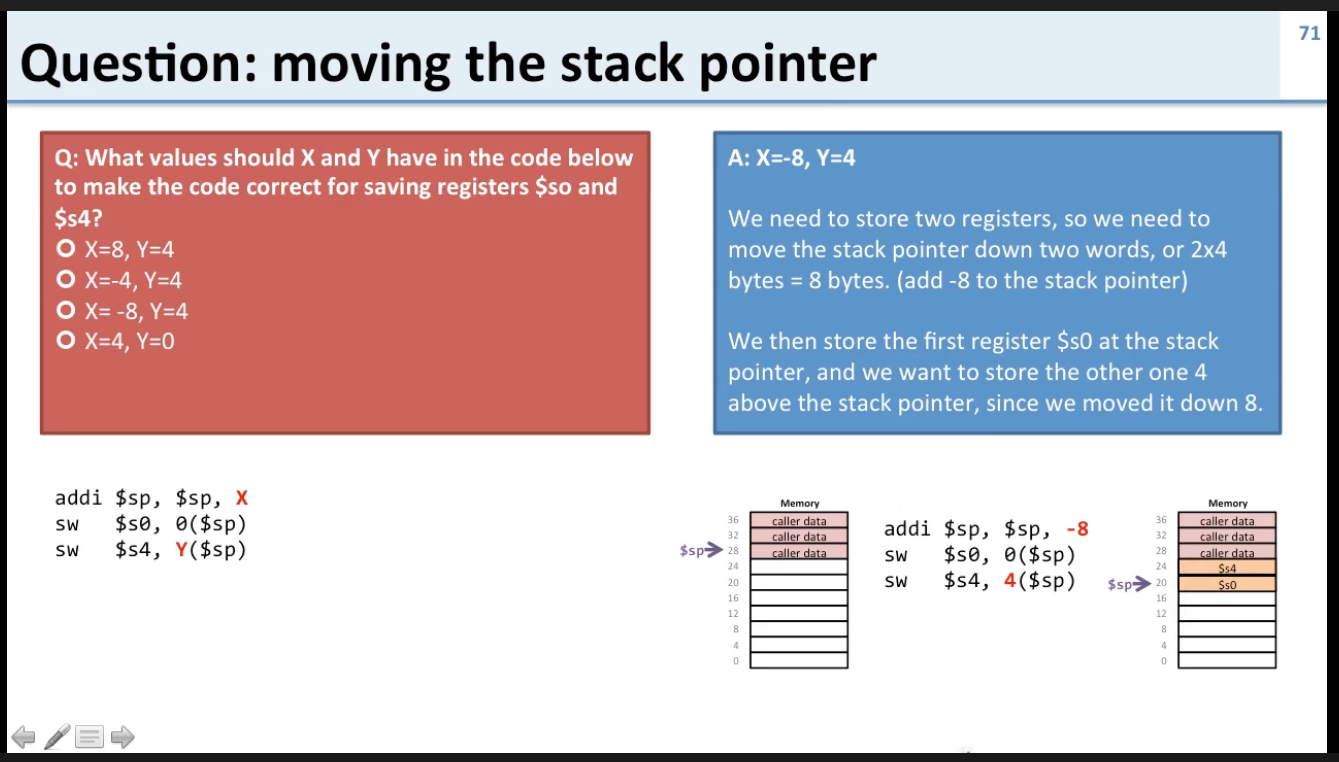 71
Question: moving the stack pointer
Q: What values should X and Y have in the code below
to make the code correct for saving registers $so and
$s4?
X=8, Y=4
X=-4, Y=4
X= -8, Y=4
X=4, Y=0
A: X=-8, Y=4
We need to store two registers, so we need to
move the stack pointer down two words, or 2x4
bytes = 8 bytes. (add -8 to the stack pointer)
We then store the first register $s0 at the stack
pointer, and we want to store the other one 4
above the stack pointer, since we moved it down 8.
addi $sp, $sp, X
sw $s0, 0($sp)
sw $s4, Y($sp)
Memory
36 caller data
32 caller data
$sp 28 caller data
24
20
16
12
8
4
0
addi $sp, $sp, -8
sw $s0, 0($sp)
sw $s4, 4($sp)
Memory
36 caller data
32 caller data
28 caller data
24 $s4
$sp 20 $s0
16
12
8
4
0